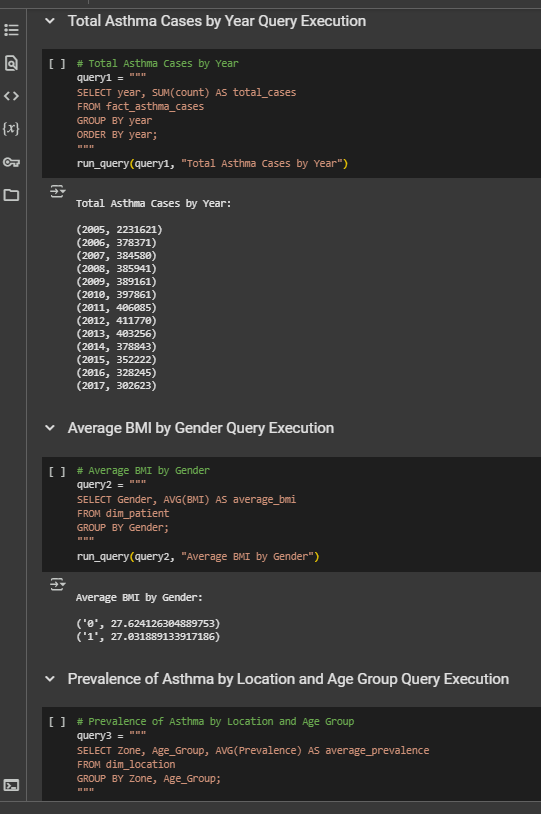 Total Asthma Cases by Year Query Execution
[ ] # Total Asthma Cases by Year
query1 = """
SELECT year, SUM(count) AS total_cases
FROM fact_asthma_cases
GROUP BY year
ORDER BY year;
"""
run_query(query1, "Total Asthma Cases by Year")
Total Asthma Cases by Year:
(2005, 2231621)
(2006, 378371)
(2007, 384580)
(2008, 385941)
(2009, 389161)
(2010, 397861)
(2011, 406085)
(2012, 411770)
(2013, 403256)
(2014, 378843)
(2015, 352222)
(2016, 328245)
(2017, 302623)
Average BMI by Gender Query Execution
[ ] # Average BMI by Gender
query2 = """
SELECT Gender, AVG(BMI) AS average_bmi
FROM dim_patient
GROUP BY Gender;
"""
run_query(query2, "Average BMI by Gender")
Average BMI by Gender:
('0', 27.624126304889753)
('1', 27.031889133917186)
Prevalence of Asthma by Location and Age Group Query Execution
[ ] # Prevalence of Asthma by Location and Age Group
query3 = """
SELECT Zone, Age_Group, AVG(Prevalence) AS average_prevalence
FROM dim_location
GROUP BY Zone, Age_Group;
"""
{x}